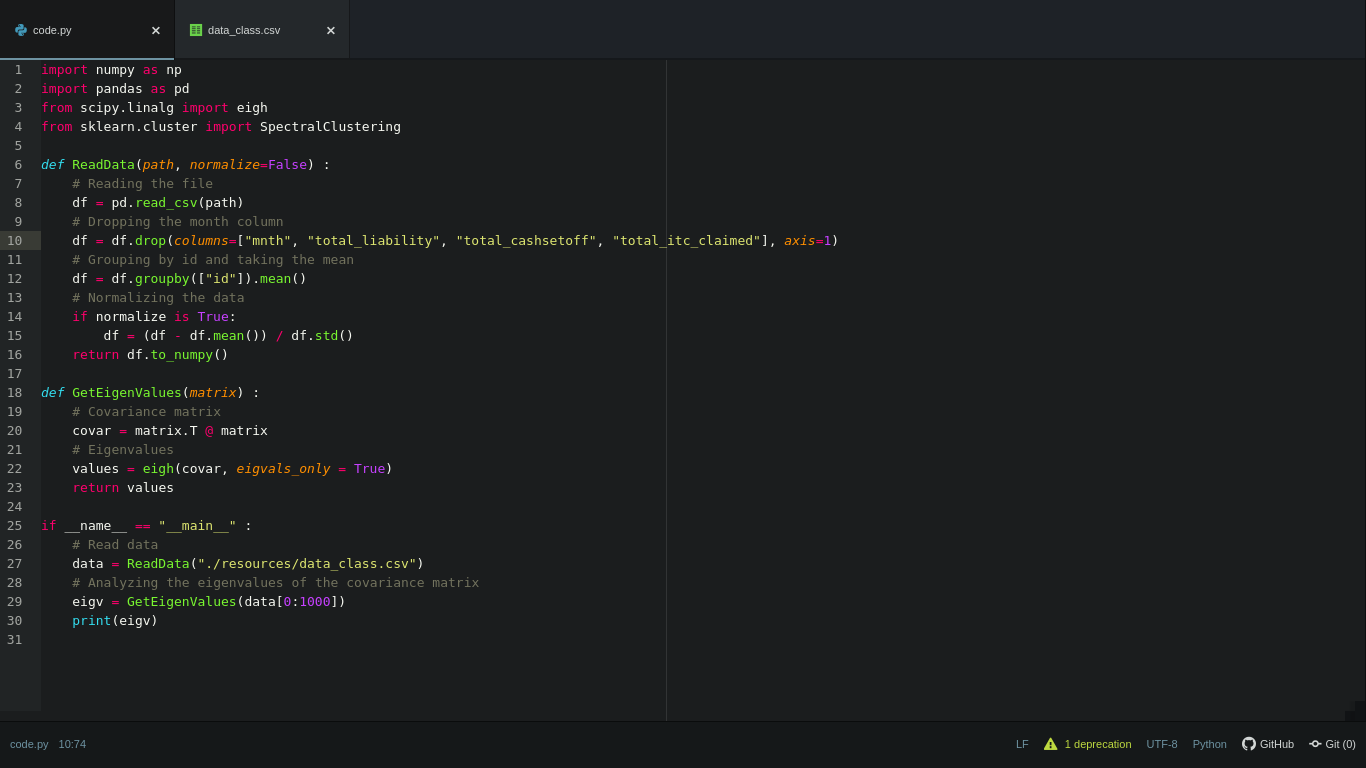 code.py
data_class.csv
1 import numpy as np
2 import pandas as pd
3 from scipy.linalg import eigh
4 from sklearn.cluster import SpectralClustering
5
6 def ReadData(path, normalize=False) :
7     # Reading the file
8     df = pd.read_csv(path)
9     # Dropping the month column
10     df = df.drop(columns=["mnth", "total_liability", "total_cashsetoff", "total_itc_claimed"], axis=1)
11     # Grouping by id and taking the mean
12     df = df.groupby(["id"]).mean()
13     # Normalizing the data
14     if normalize is True:
15         df = (df - df.mean()) / df.std()
16     return df.to_numpy()
17
18 def GetEigenValues(matrix) :
19     # Covariance matrix
20     covar = matrix.T @ matrix
21     # Eigenvalues
22     values = eigh(covar, eigvals_only = True)
23     return values
24
25 if __name__ == "__main__" :
26     # Read data
27     data = ReadData("./resources/data_class.csv")
28     # Analyzing the eigenvalues of the covariance matrix
29     eigv = GetEigenValues(data[0:1000])
30     print(eigv)
31
code.py 10:74 LF 1 deprecation UTF-8 Python GitHub Git (0)